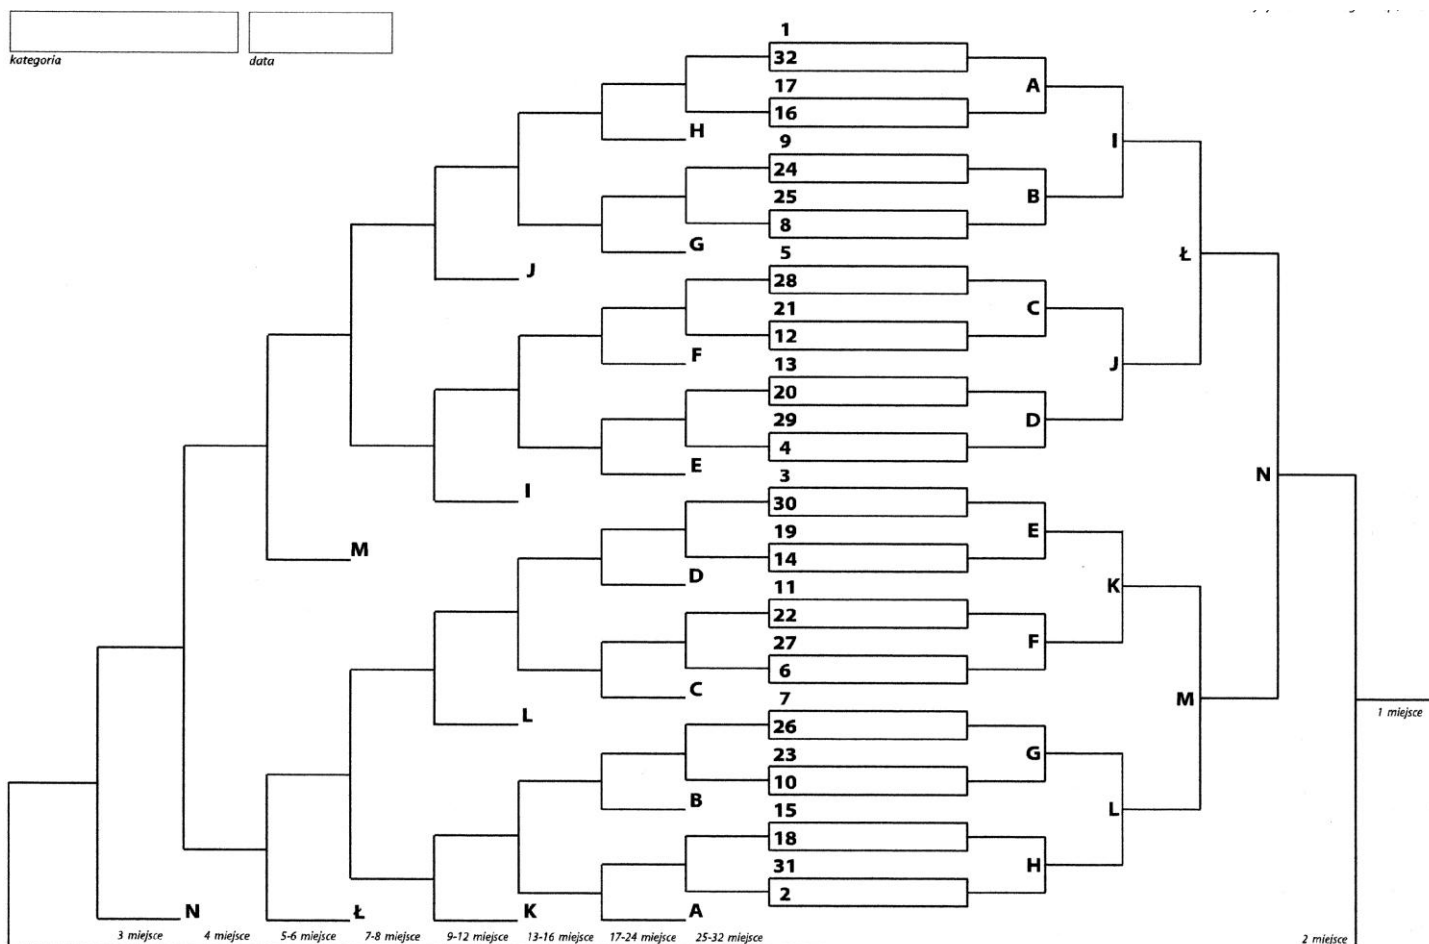 kategoria data
1
32
17 A
16
H 9 I
24
25 B
8
G 5 Ł
J 28
21 C
12
F 13 J
20
29 D
4
E 3 N
I 30
19 E
14
M
D 11 K
22
27 F
6
C 7 M
L 26 1 miejsce
23 G
10
B 15 L
18
31 H
2
N Ł K A
3 miejsce 4 miejsce 5-6 miejsce 7-8 miejsce 9-12 miejsce 13-16 miejsce 17-24 miejsce 25-32 miejsce 2 miejsce